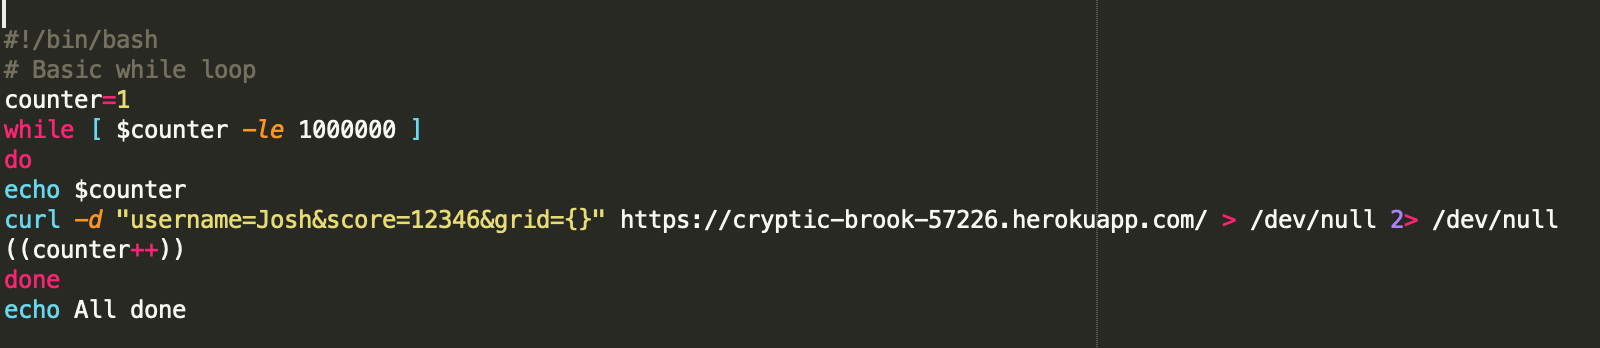 #!/bin/bash
# Basic while loop
counter=1
while [ $counter -le 1000000 ]
do
echo $counter
curl -d "username=Josh&score=12346&grid={}" https://cryptic-brook-57226.herokuapp.com/ > /dev/null 2> /dev/null
((counter++))
done
echo All done